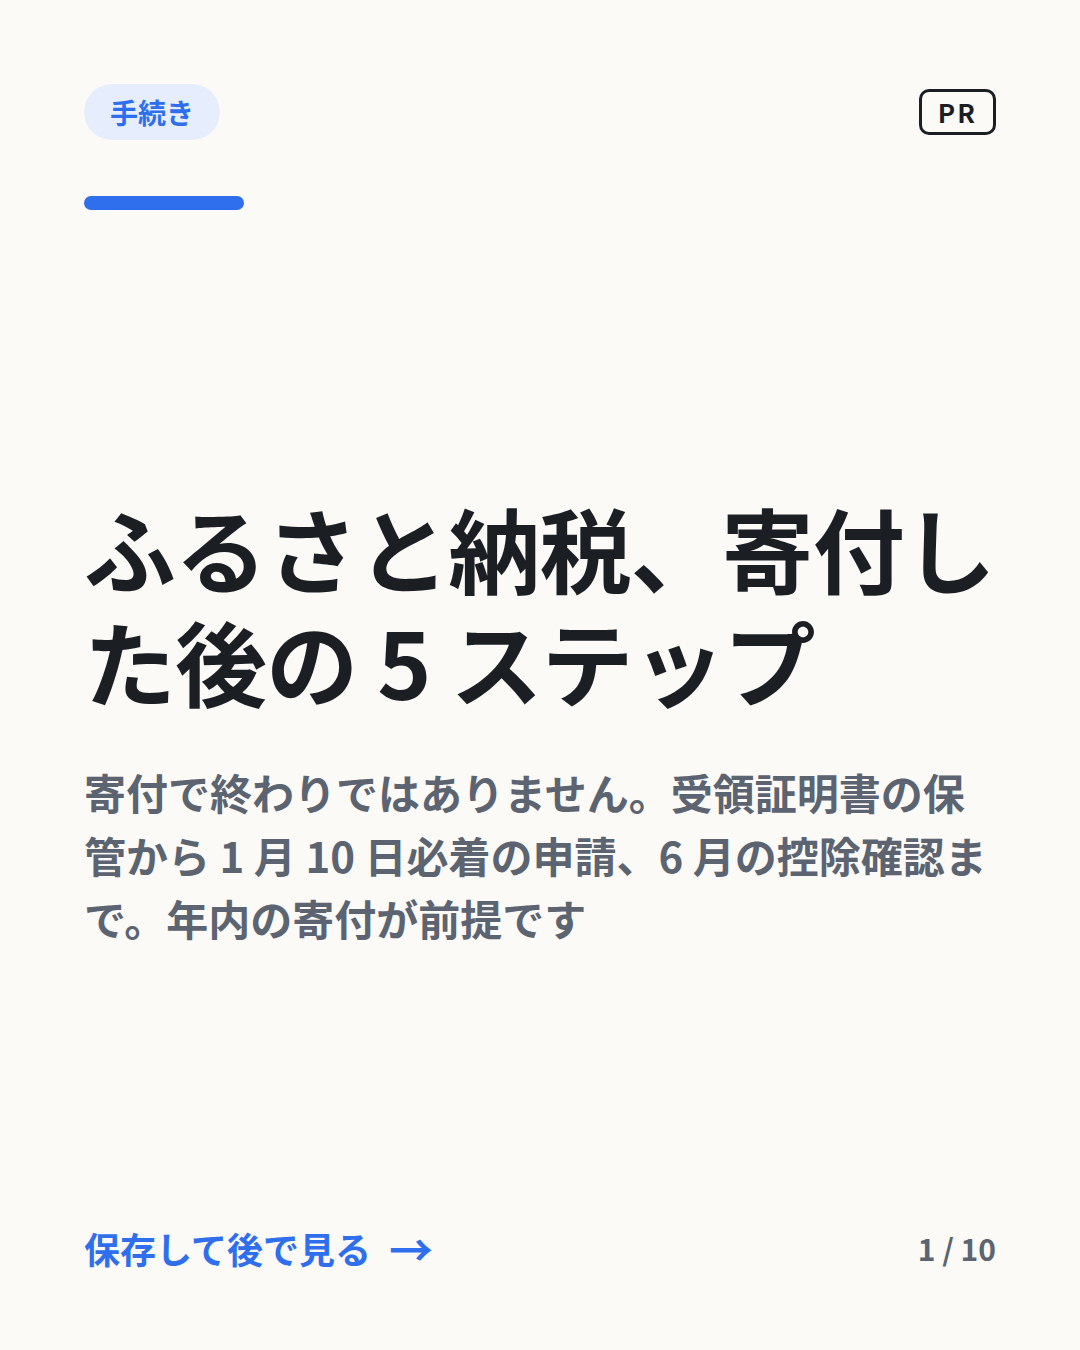 手続き
PR
ふるさと納税、寄付し
た後の 5 ステップ
寄付で終わりではありません。受領証明書の保
管から 1 月 10 日必着の申請、6 月の控除確認ま
で。年内の寄付が前提です
保存して後で見る →
1 / 10